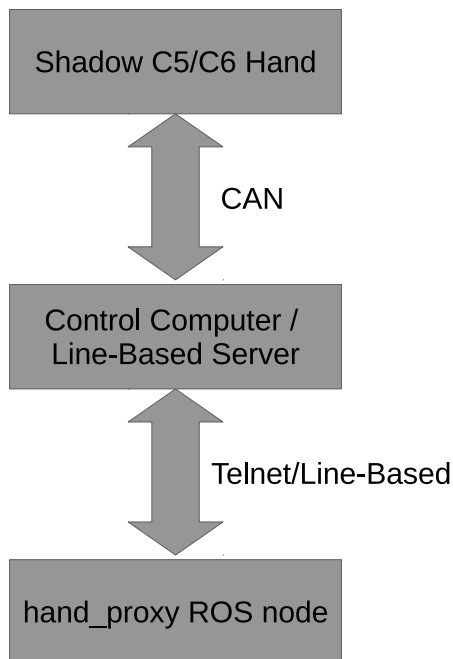 Shadow C5/C6 Hand
CAN
Control Computer /
Line-Based Server
Telnet/Line-Based
hand_proxy ROS node